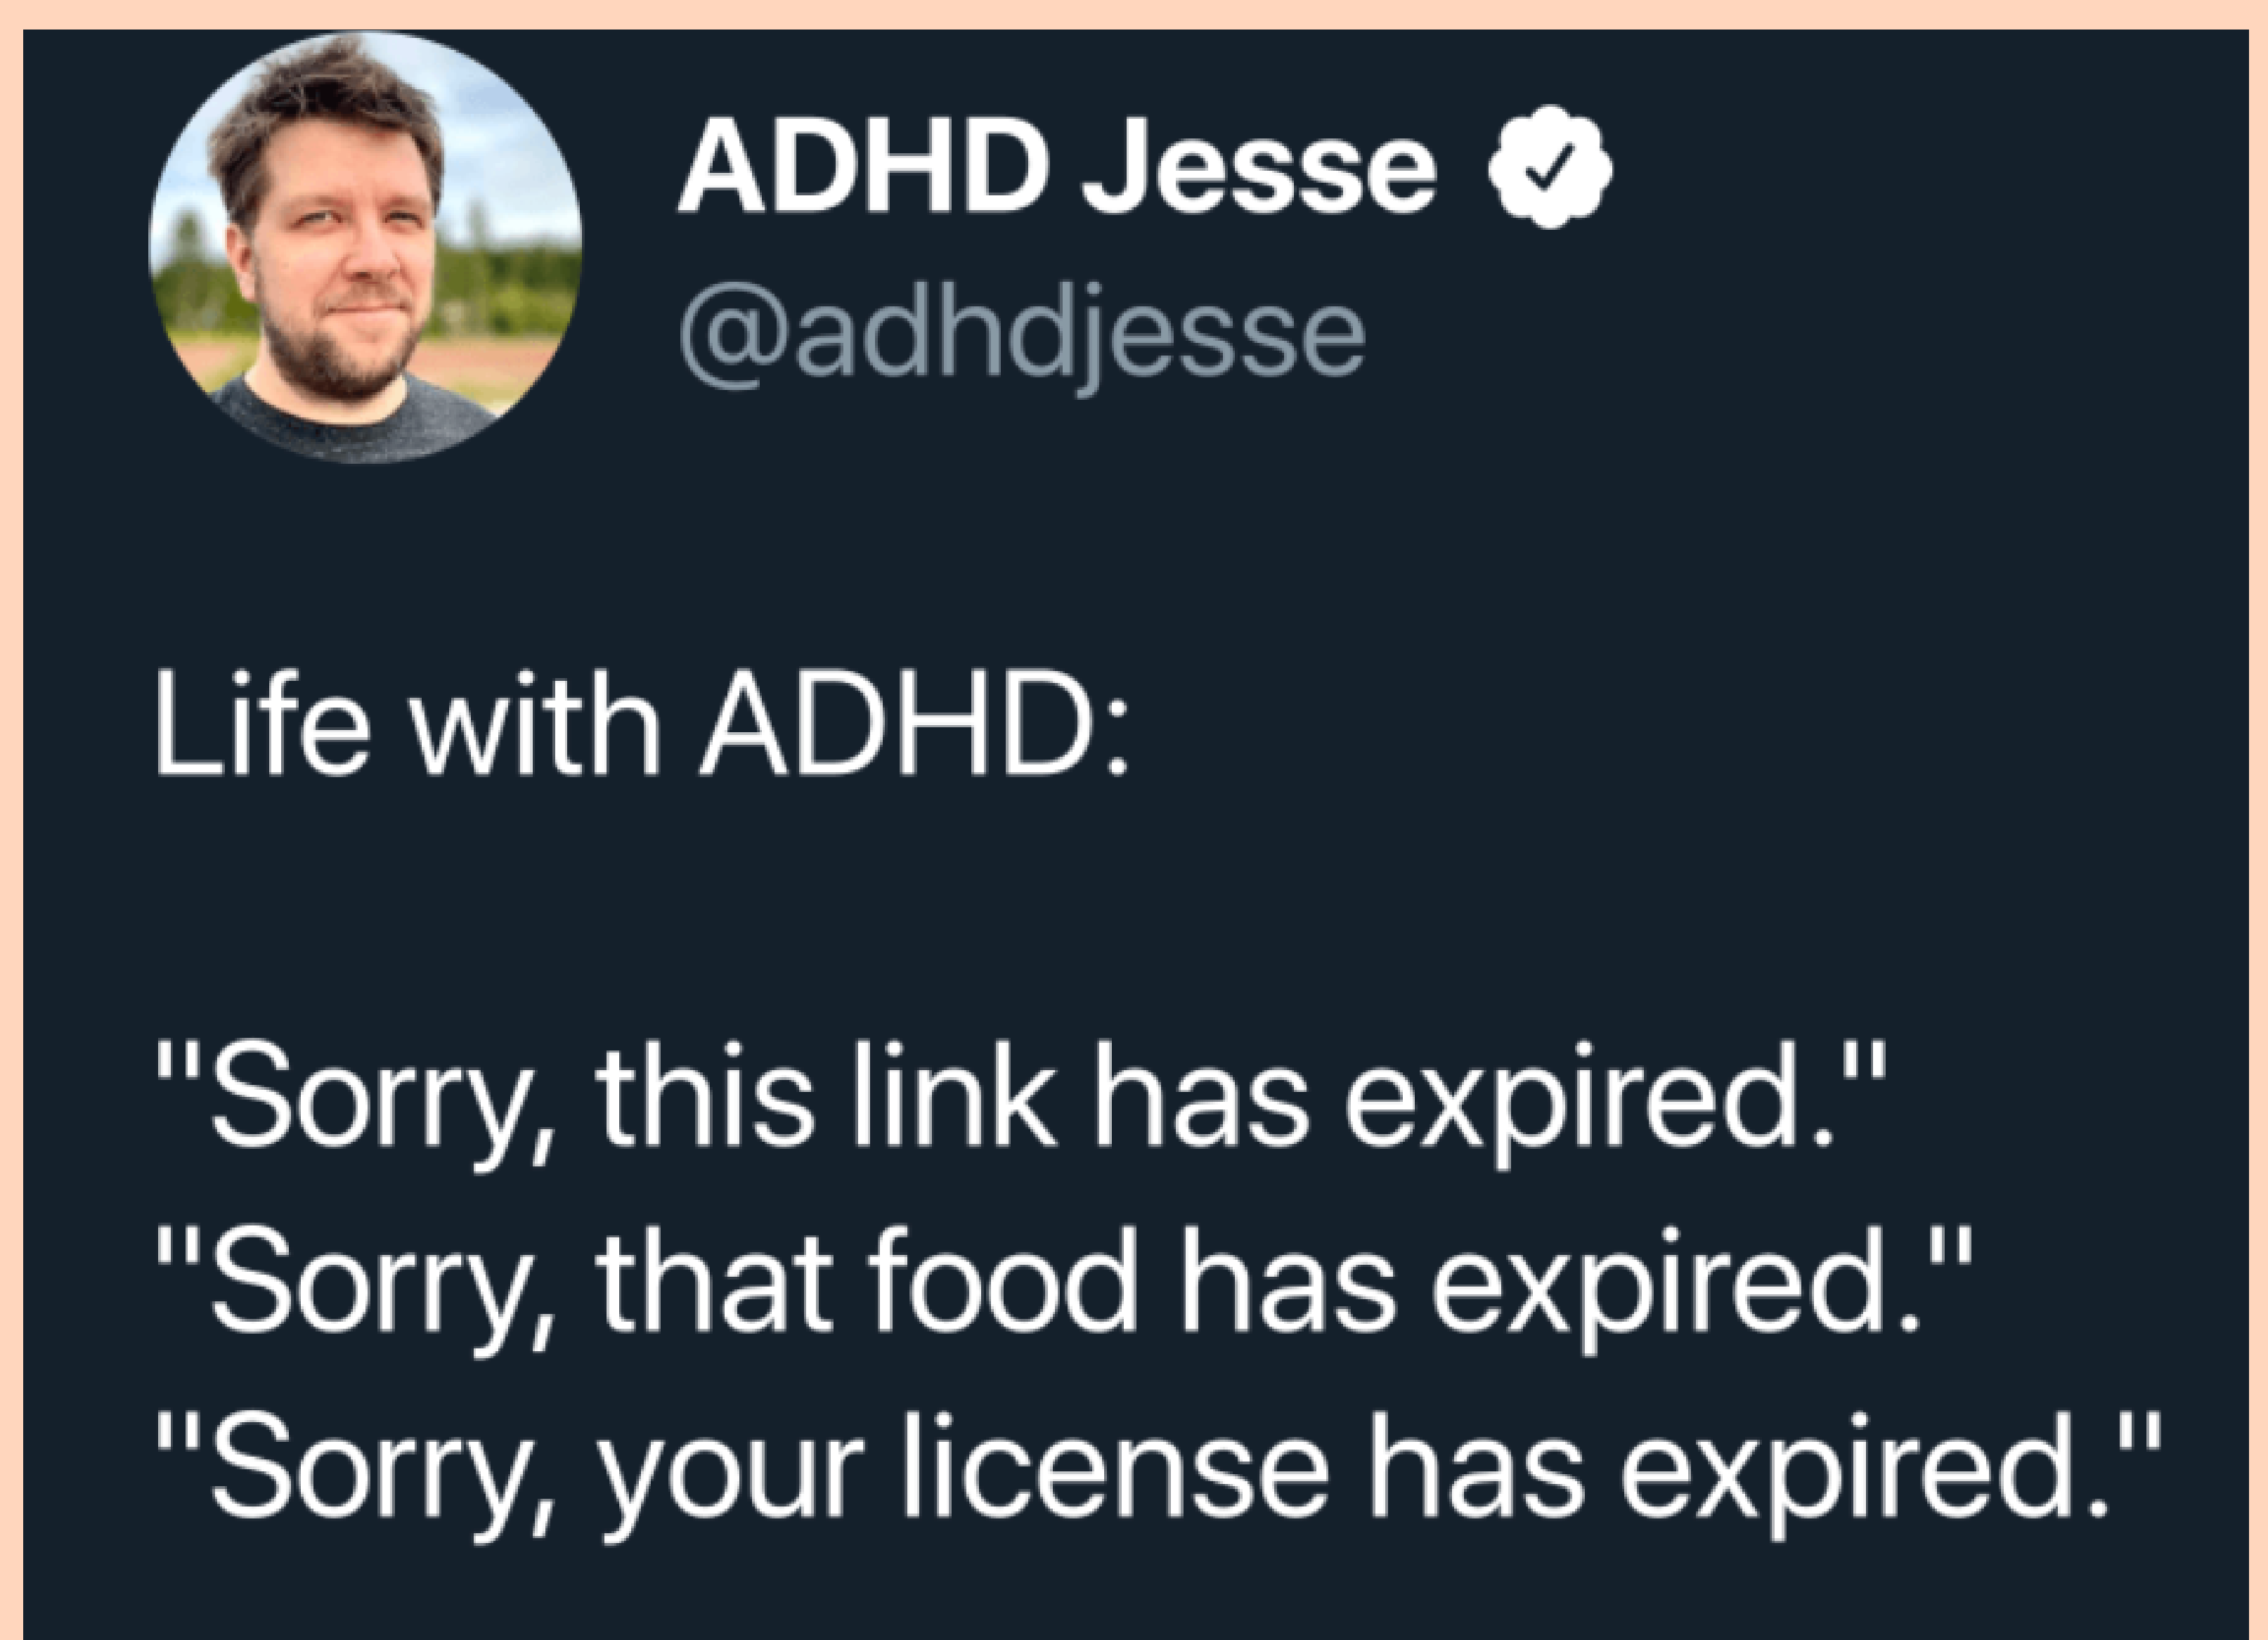 ADHD Jesse
@adhdjesse
Life with ADHD:
"Sorry, this link has expired."
"Sorry, that food has expired."
"Sorry, your license has expired."